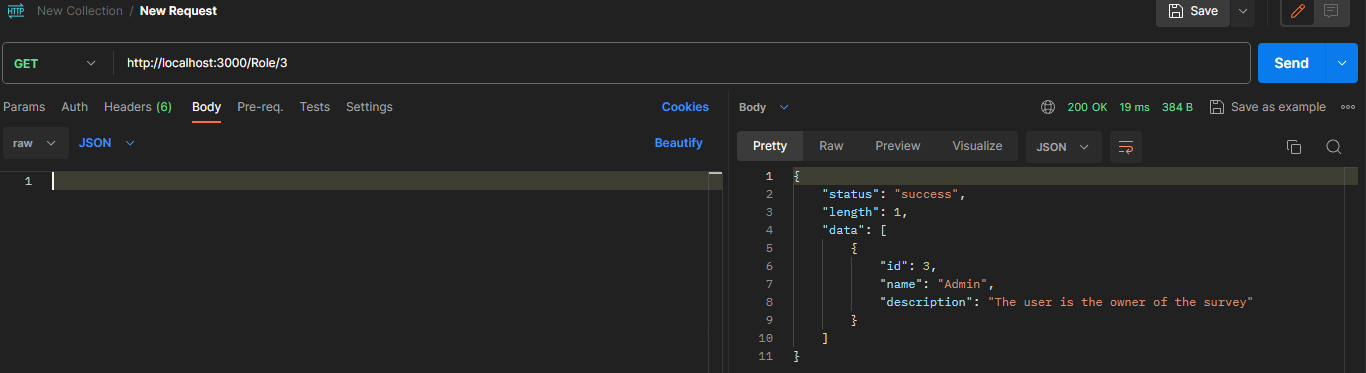 HTTP New Collection / New Request Save
GET http://localhost:3000/Role/3 Send
Params Auth Headers (6) Body Pre-req. Tests Settings Cookies
Body 200 OK 19 ms 384 B Save as example
raw JSON Beautify
Pretty Raw Preview Visualize JSON
1
1 {
2 "status": "success",
3 "length": 1,
4 "data": [
5 {
6 "id": 3,
7 "name": "Admin",
8 "description": "The user is the owner of the survey"
9 }
10 ]
11 }